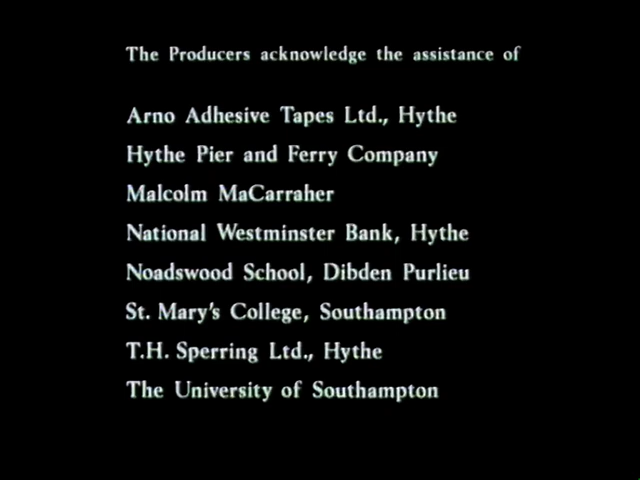 The Producers acknowledge the assistance of
Arno Adhesive Tapes Ltd., Hythe
Hythe Pier and Ferry Company
Malcolm MaCarraher
National Westminster Bank, Hythe
Noadswood School, Dibden Purlieu
St. Mary's College, Southampton
T.H. Sperring Ltd., Hythe
The University of Southampton